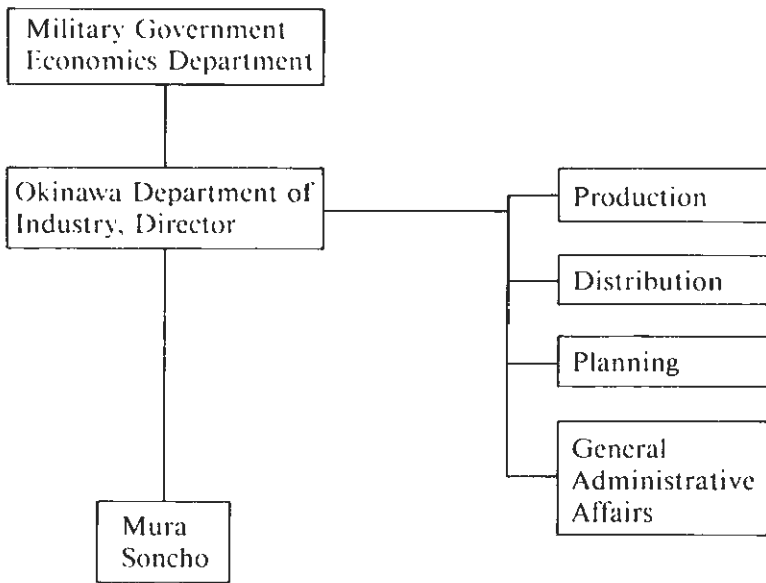 Military Government
Economics Department
Okinawa Department of
Industry, Director
Production
Distribution
Planning
General
Administrative
Affairs
Mura
Soncho